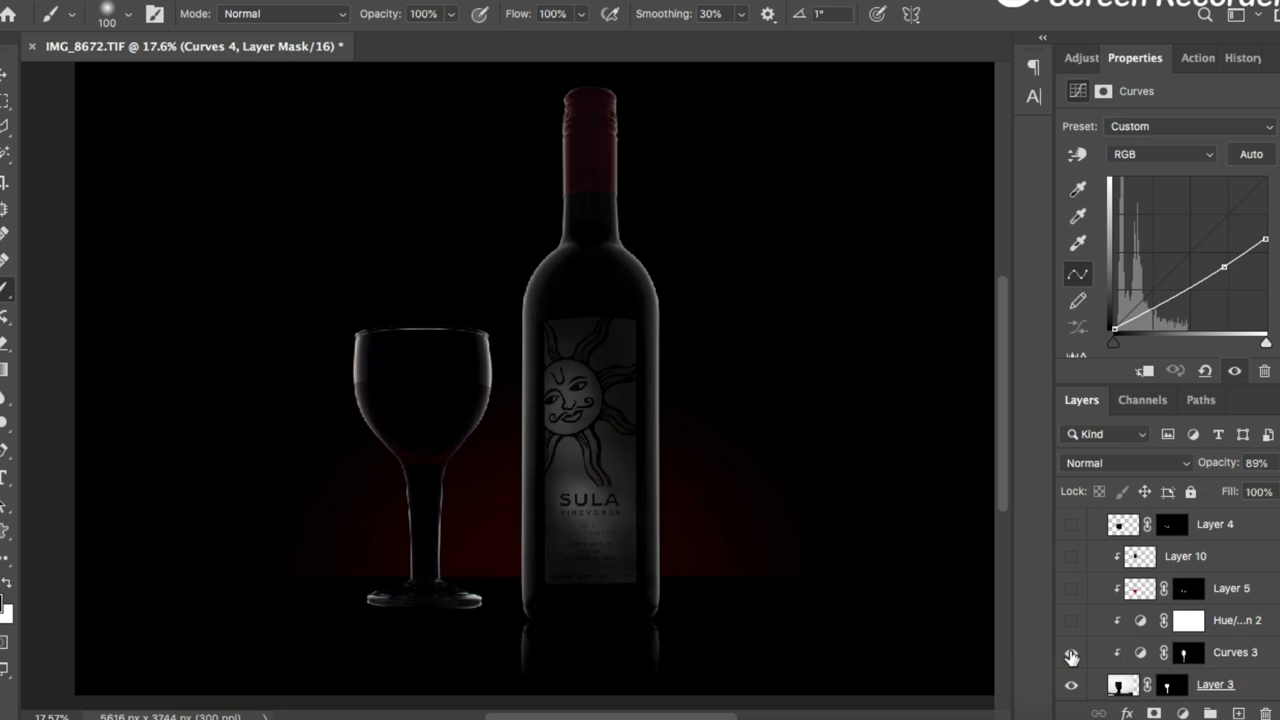 100
Mode: Normal
Opacity: 100%
Flow: 100%
Smoothing: 30%
1°
Screen Recorder
× IMG_8672.TIF @ 17.6% (Curves 4, Layer Mask/16) *
Adjust Properties Action History
Curves
Preset: Custom
RGB
Auto
SULA
VINEYARDS
Layers Channels Paths
Kind
Normal
Opacity: 89%
Lock:
Fill: 100%
Layer 4
Layer 10
Layer 5
Hue/...n 2
Curves 3
Layer 3
fx
17.57% 5616 px x 3744 px (300 ppi)